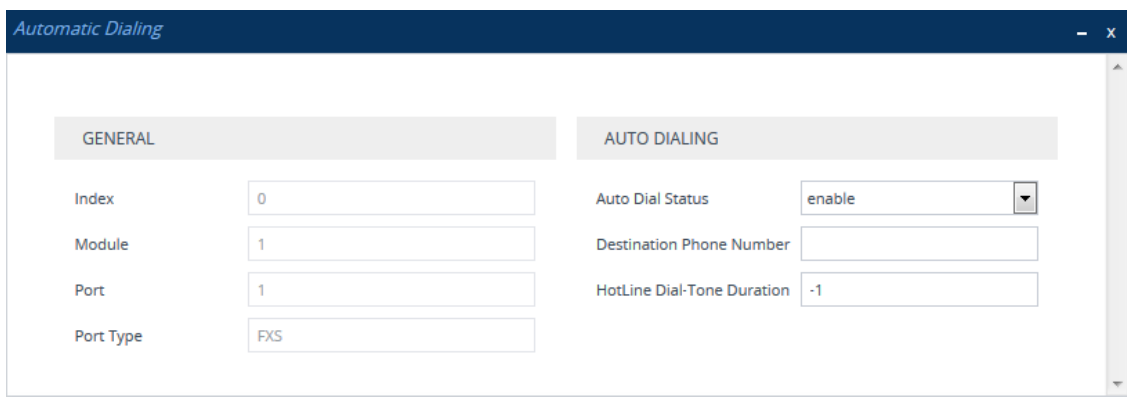 Automatic Dialing
– x
GENERAL
Index 0
Module 1
Port 1
Port Type FXS
AUTO DIALING
Auto Dial Status enable
Destination Phone Number
HotLine Dial-Tone Duration -1